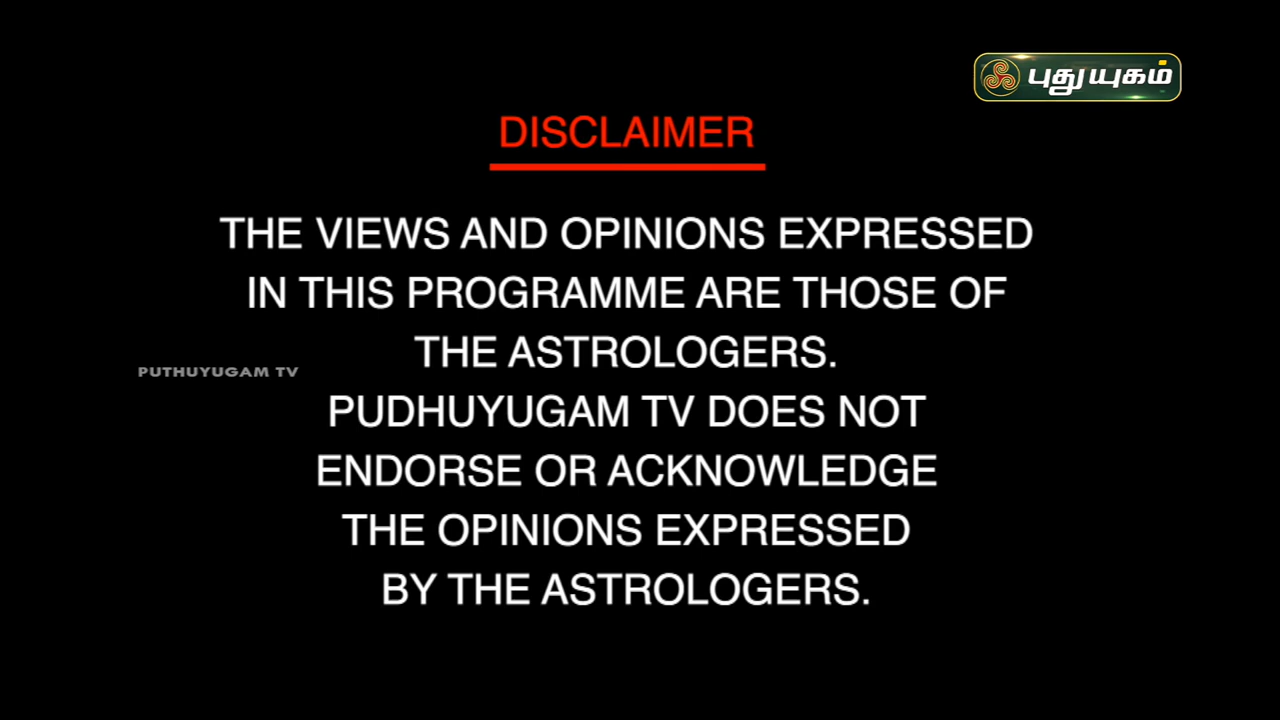 புதுயுகம்
DISCLAIMER
THE VIEWS AND OPINIONS EXPRESSED
IN THIS PROGRAMME ARE THOSE OF
THE ASTROLOGERS.
PUTHUYUGAM TV
PUDHUYUGAM TV DOES NOT
ENDORSE OR ACKNOWLEDGE
THE OPINIONS EXPRESSED
BY THE ASTROLOGERS.